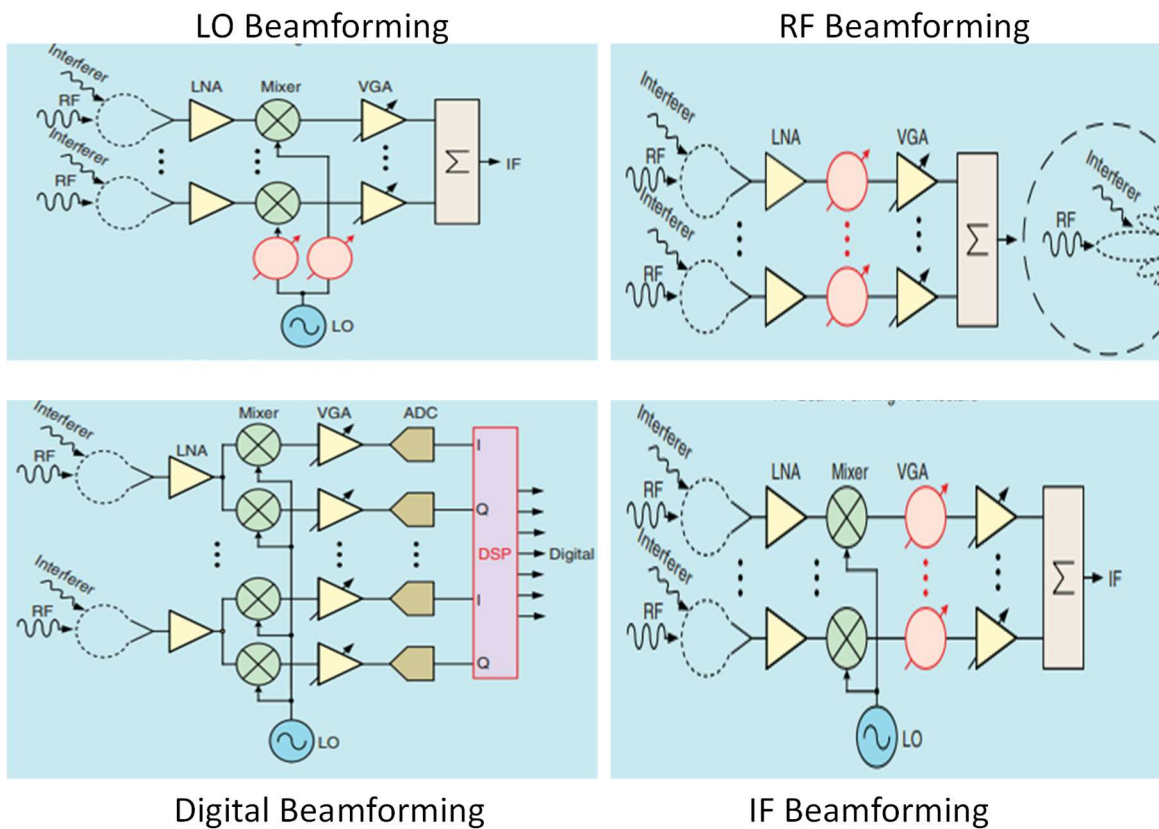 LO Beamforming
RF Beamforming
Interferer
LNA
Mixer
VGA
RF
Interferer
RF
Σ
IF
LO
Interferer
LNA
VGA
RF
Interferer
RF
Σ
Interferer
RF
Mixer
VGA
ADC
Interferer
LNA
RF
I
Q
DSP
Digital
Interferer
RF
I
Q
LO
Interferer
LNA
Mixer
VGA
RF
Interferer
RF
Σ
IF
LO
Digital Beamforming
IF Beamforming